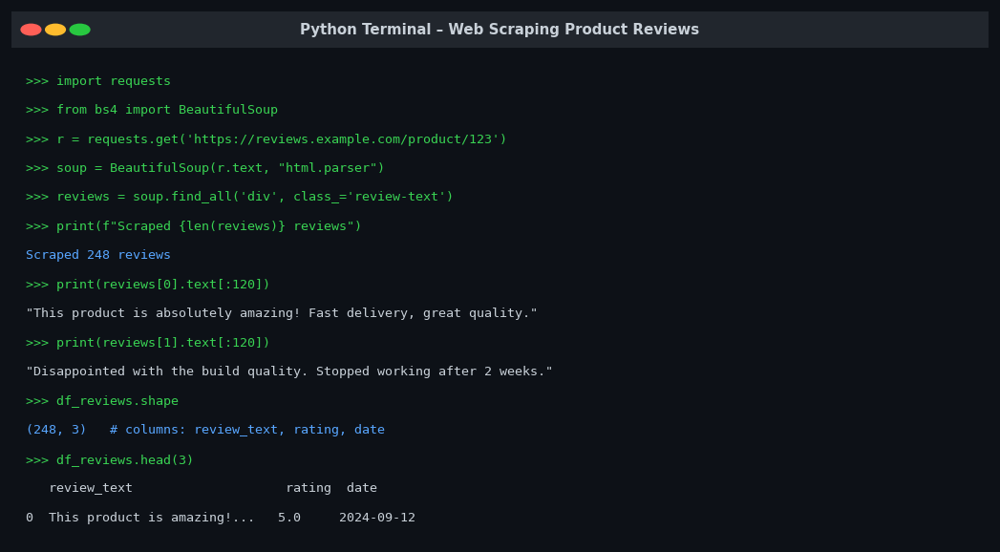 Python Terminal – Web Scraping Product Reviews
>>> import requests
>>> from bs4 import BeautifulSoup
>>> r = requests.get('https://reviews.example.com/product/123')
>>> soup = BeautifulSoup(r.text, "html.parser")
>>> reviews = soup.find_all('div', class_='review-text')
>>> print(f"Scraped {len(reviews)} reviews")
Scraped 248 reviews
>>> print(reviews[0].text[:120])
"This product is absolutely amazing! Fast delivery, great quality."
>>> print(reviews[1].text[:120])
"Disappointed with the build quality. Stopped working after 2 weeks."
>>> df_reviews.shape
(248, 3)   # columns: review_text, rating, date
>>> df_reviews.head(3)
   review_text                    rating  date
0  This product is amazing!...   5.0     2024-09-12